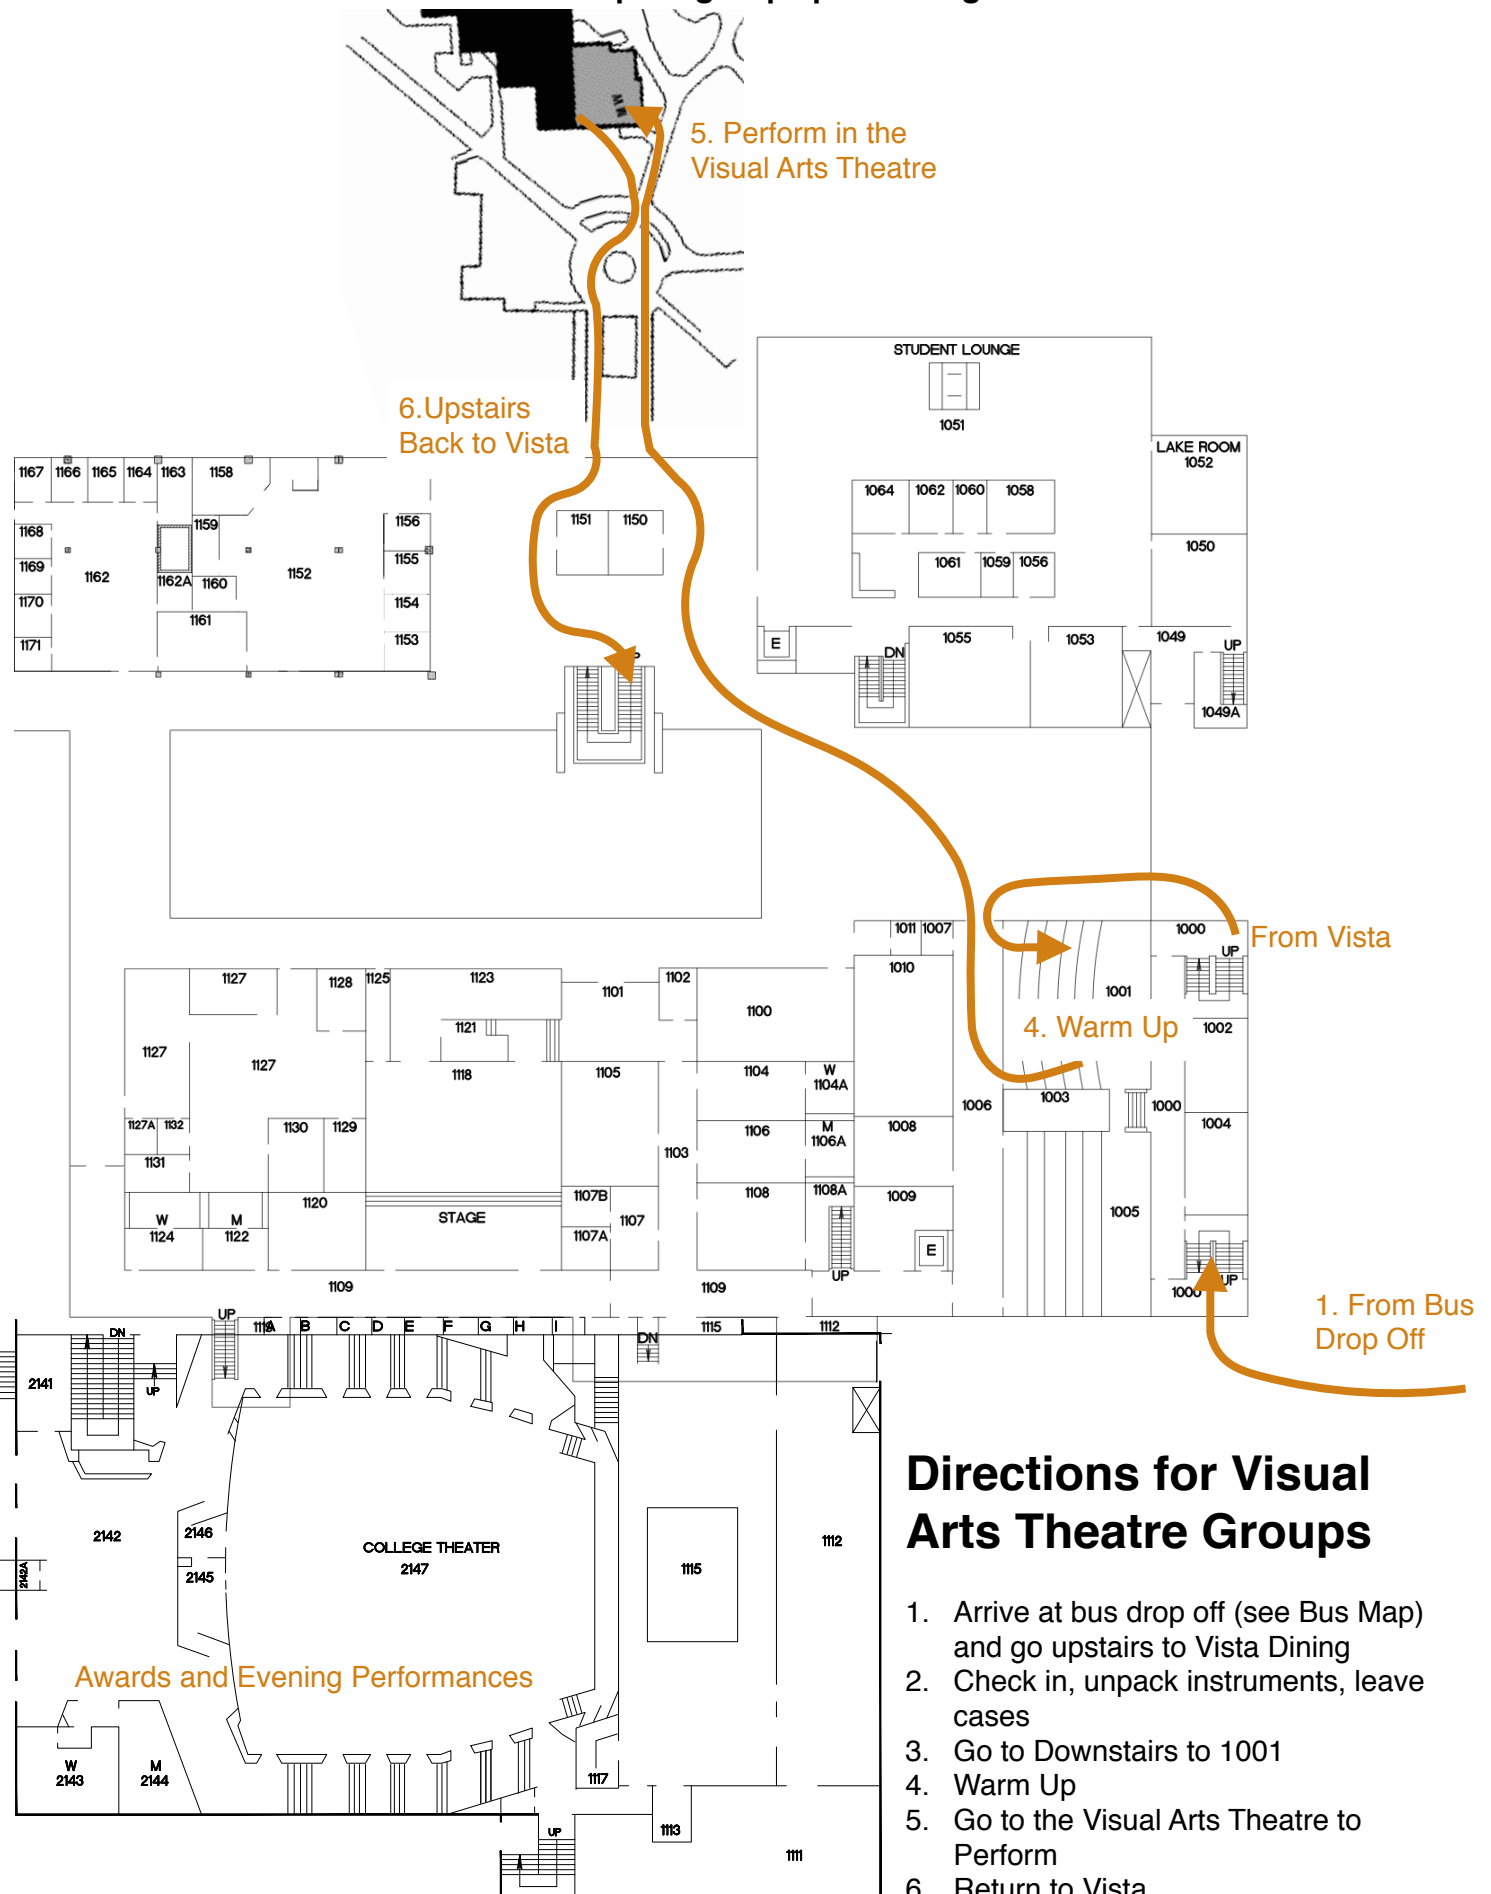 5. Perform in the
Visual Arts Theatre
STUDENT LOUNGE
1051
6.Upstairs
Back to Vista
LAKE ROOM
1052
1167 1166 1165 1164 1163 1158
1064 1062 1060 1058
1168
1159
1156
1151 1150
1050
1169
1162
1162A
1160
1152
1155
1061 1059 1056
1170
1161
1154
1171
1153
E
DN
1055
1053
1049
UP
1049A
1011 1007
1000
From Vista
UP
1010
1127
1128
1125
1123
1101
1102
1100
1001
1121
4. Warm Up
1002
1127
1127
1118
1105
1104
W
1104A
1006
1003
1000
1127A 1132
1130
1129
1106
M
1106A
1008
1004
1131
1103
1120
1107B
1108
1108A
1009
W
1124
M
1122
STAGE
1107
1107A
1005
E
UP
1109
1109
UP
1000
1. From Bus
Drop Off
UP
A B C D E F G H I
1115
1112
DN
DN
2141
UP
Directions for Visual
Arts Theatre Groups
2142
2146
COLLEGE THEATER
2147
1112
2142A
2145
1115
1. Arrive at bus drop off (see Bus Map)
and go upstairs to Vista Dining
Awards and Evening Performances
2. Check in, unpack instruments, leave
cases
3. Go to Downstairs to 1001
W
2143
M
2144
1117
4. Warm Up
5. Go to the Visual Arts Theatre to
Perform
UP
1113
1111
6. Return to Vista